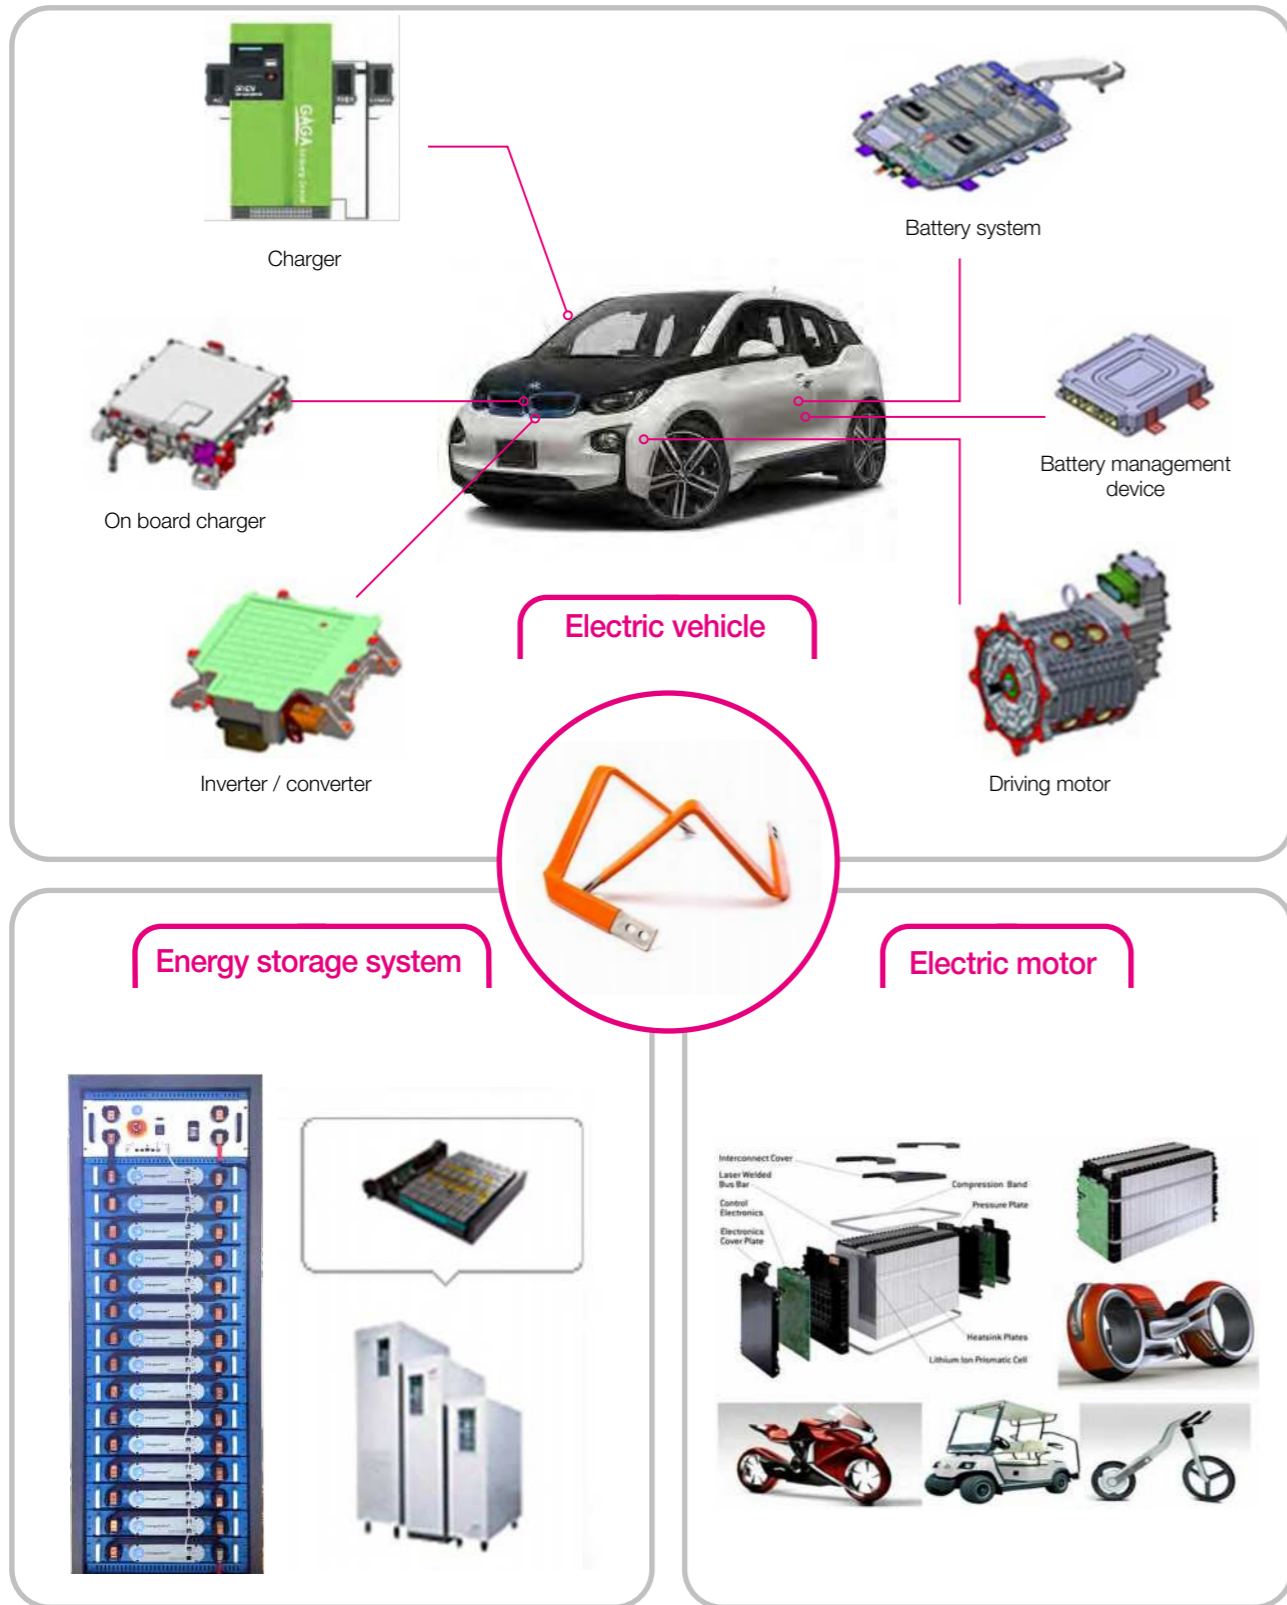 GAGA
Charger
Battery system
On board charger
Battery management
device
Inverter / converter
Driving motor
Electric vehicle
Energy storage system
Electric motor
Interconnect Cover
Laser Welded
Bus Bar
Compression Band
Control
Electronics
Pressure Plate
Electronics
Cover Plate
Heatsink Plates
Lithium Ion Prismatic Cell